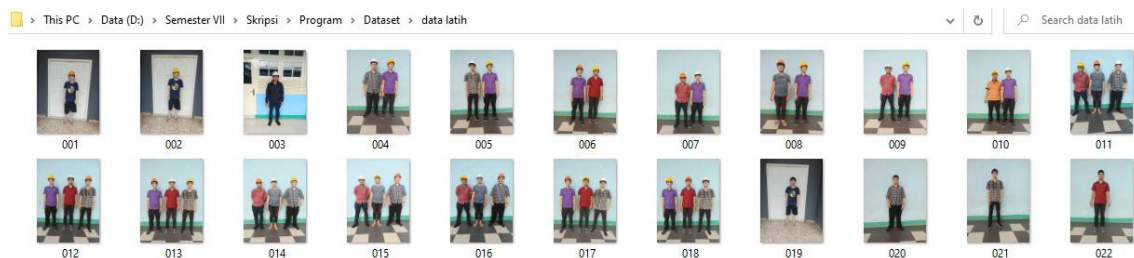 This PC > Data (D:) > Semester VII > Skripsi > Program > Dataset > data latih
Search data latih
001 002 003 004 005 006 007 008 009 010 011
012 013 014 015 016 017 018 019 020 021 022